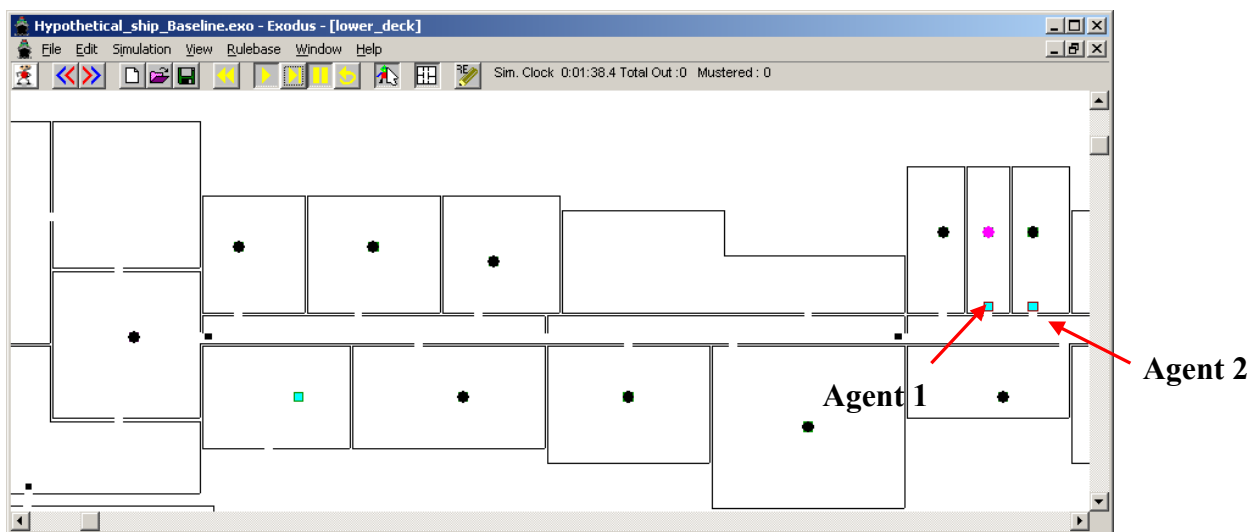 Hypothetical_ship_Baseline.exo - Exodus - [lower_deck]
File Edit Simulation View Rulebase Window Help
Sim. Clock 0:01:38.4 Total Out :0 Mustered : 0
Agent 2
Agent 1